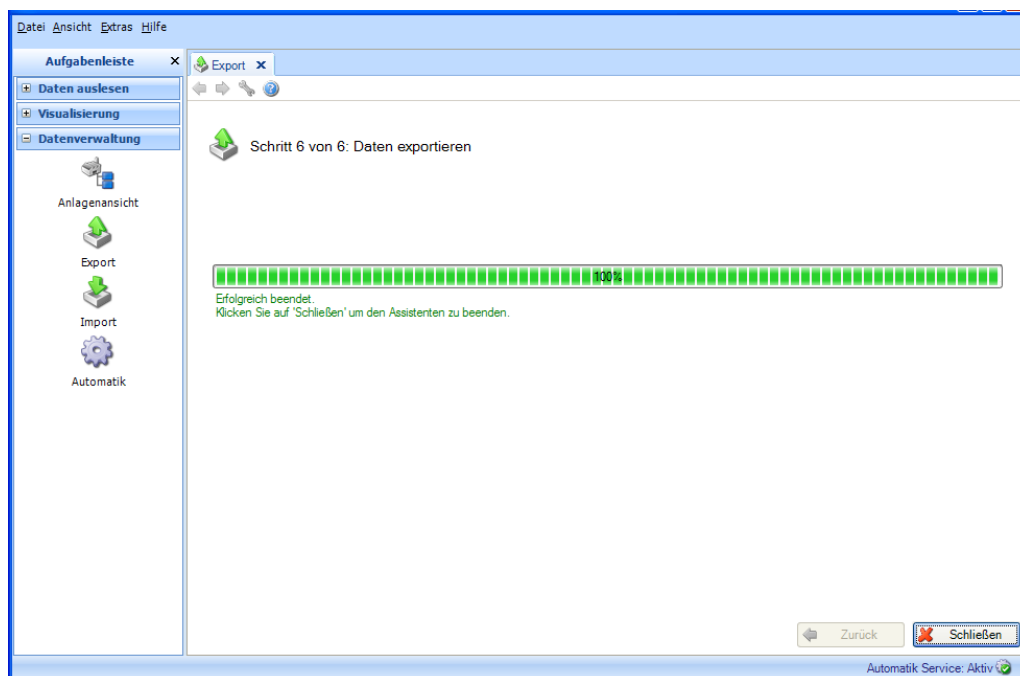 Datei Ansicht Extras Hilfe
Aufgabenleiste
Daten auslesen
Visualisierung
Datenverwaltung
Anlagenansicht
Export
Import
Automatik
Export
Schritt 6 von 6: Daten exportieren
100%
Erfolgreich beendet.
Klicken Sie auf 'Schließen' um den Assistenten zu beenden.
Zurück
Schließen
Automatik Service: Aktiv